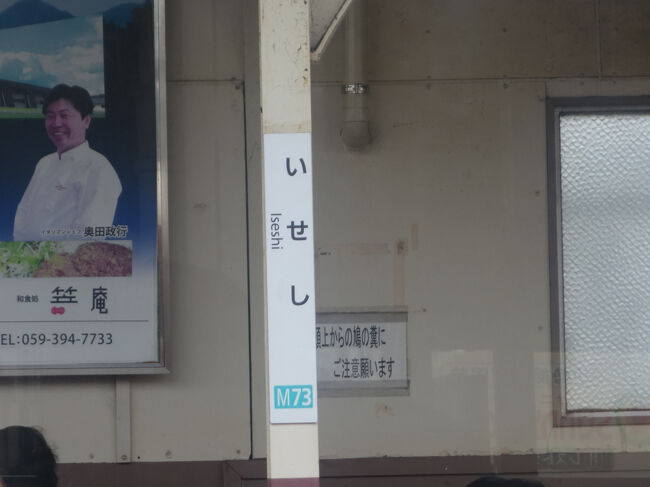 イタリアンシェフ 奥田政行
和食処 笠庵
TEL:059-394-7733
いせし
Iseshi
M73
頭上からの鳩の糞に
ご注意願います